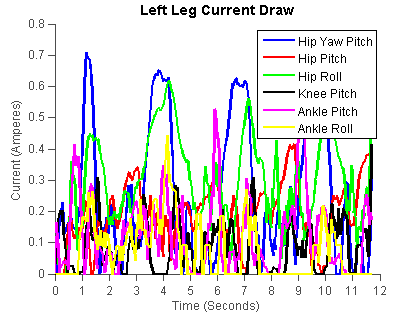 Left Leg Current Draw
Current (Amperes)
0.8
0.7
0.6
0.5
0.4
0.3
0.2
0.1
0
Hip Yaw Pitch
Hip Pitch
Hip Roll
Knee Pitch
Ankle Pitch
Ankle Roll
0 1 2 3 4 5 6 7 8 9 10 11 12
Time (Seconds)